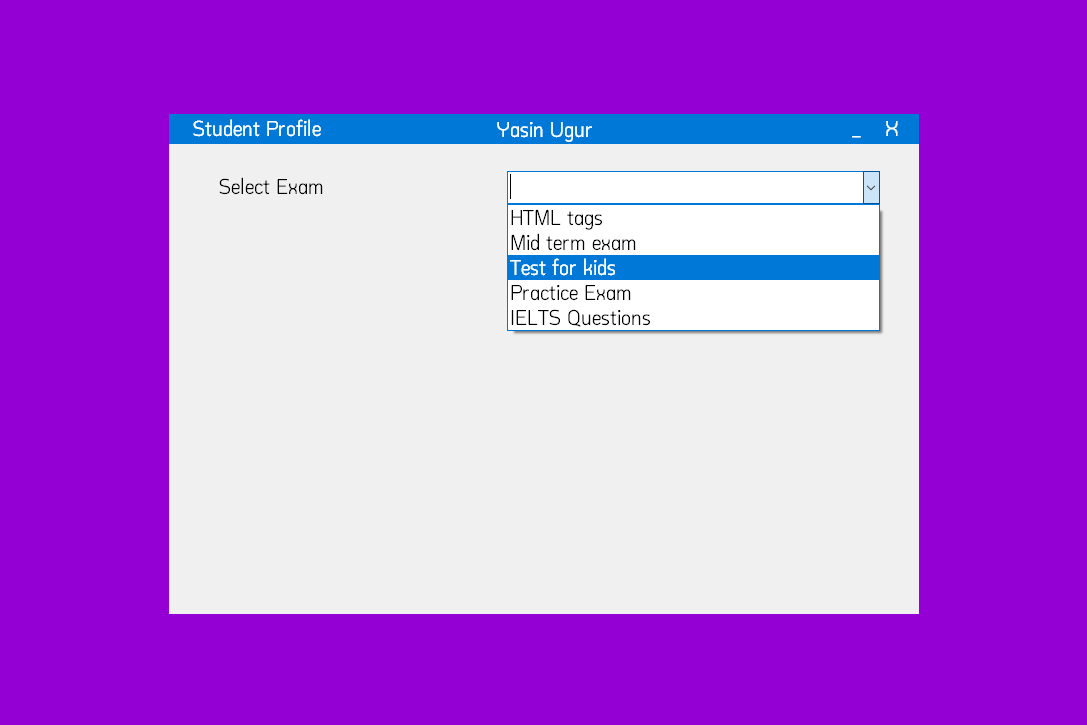 Student Profile Yasin Ugur _ X
Select Exam
HTML tags
Mid term exam
Test for kids
Practice Exam
IELTS Questions